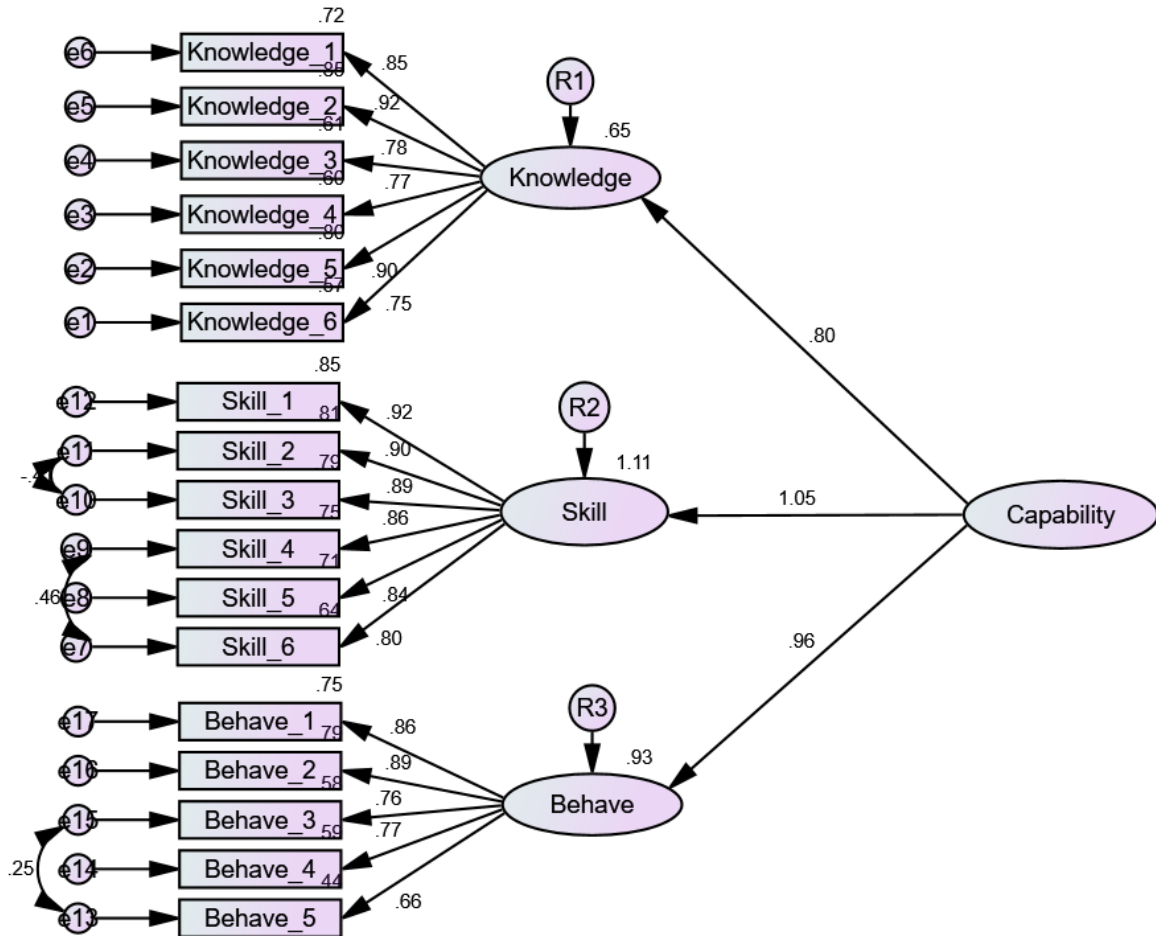 .72
e6 Knowledge_1 .85 R1
.85
e5 Knowledge_2 .92 .65
.61
e4 Knowledge_3 .78 Knowledge
.60
e3 Knowledge_4 .77
.80
e2 Knowledge_5 .90
.57
e1 Knowledge_6 .75
.80
.85
e12 Skill_1 .92 R2
.81
e11 Skill_2 .90 1.11
.79
e10 Skill_3 .89 Skill 1.05 Capability
.75
e9 Skill_4 .86
.71
.46 e8 Skill_5 .84
.64
e7 Skill_6 .80
.96
.75
e17 Behave_1 .86 R3
.79
e16 Behave_2 .89 .93
.58
e15 Behave_3 .76 Behave
.59
.25 e14 Behave_4 .77
.44
e13 Behave_5 .66